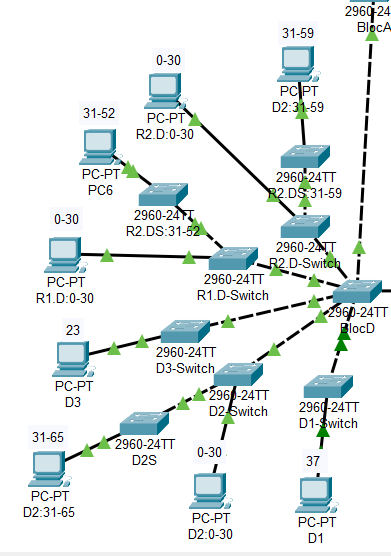 2960-24
BlocA
31-59
PC-PT
D2:31-59
0-30
PC-PT
R2.D:0-30
31-52
PC-PT
PC6
2960-24TT
R2.DS:31-59
2960-24TT
R2.DS:31-52
2960-24TT
R2.D-Switch
0-30
PC-PT
R1.D:0-30
2960-24TT
R1.D-Switch
2960-24TT
BlocD
23
PC-PT
D3
2960-24TT
D3-Switch
2960-24TT
D2-Switch
2960-24TT
D1-Switch
2960-24TT
D2S
31-65
PC-PT
D2:31-65
0-30
PC-PT
D2:0-30
37
PC-PT
D1